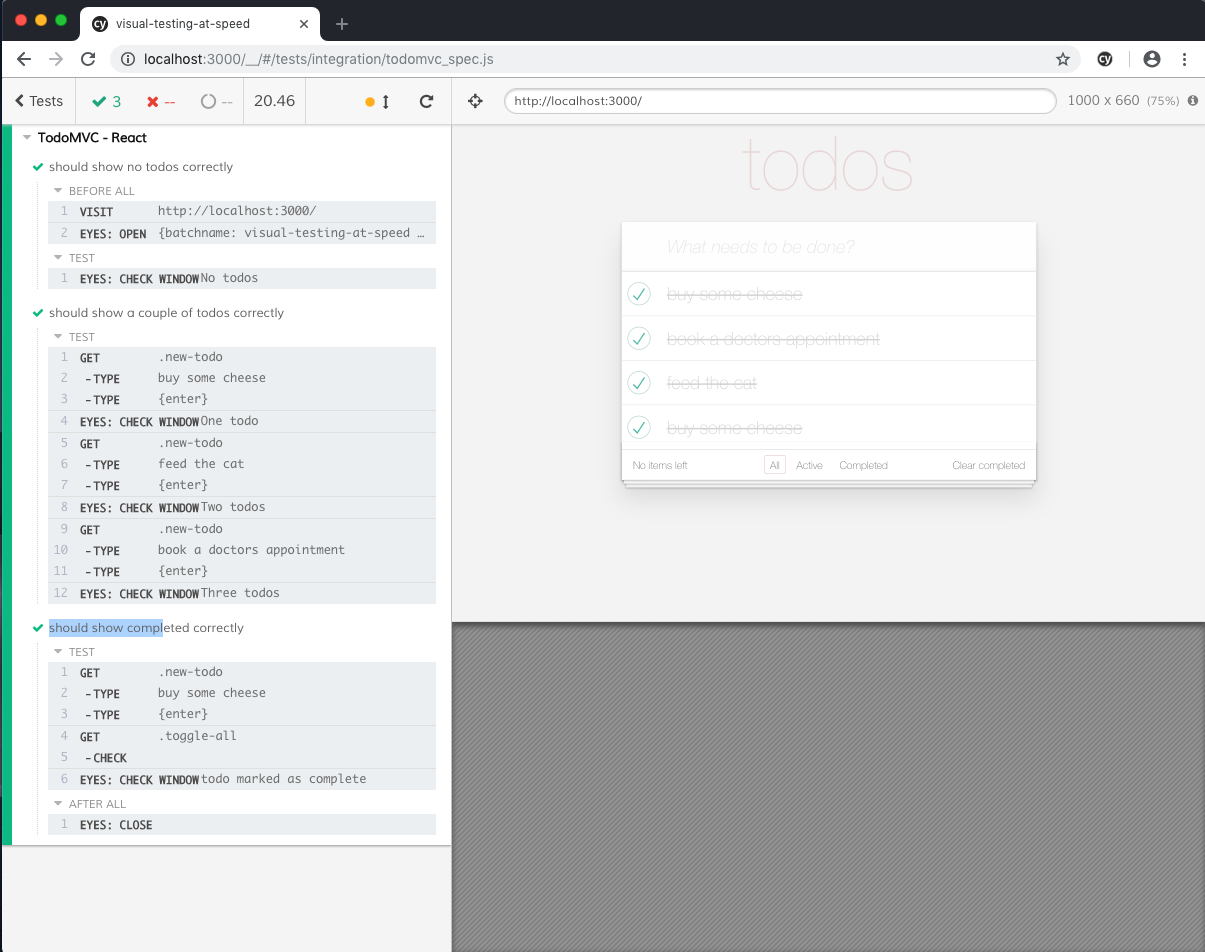 cy visual-testing-at-speed
localhost:3000/__/#/tests/integration/todomvc_spec.js
cy
Tests 3 -- -- 20.46
http://localhost:3000/ 1000 x 660 (75%)
TodoMVC - React
should show no todos correctly
BEFORE ALL
1 VISIT http://localhost:3000/
2 EYES: OPEN {batchname: visual-testing-at-speed …
TEST
1 EYES: CHECK WINDOW No todos
should show a couple of todos correctly
TEST
1 GET .new-todo
2 -TYPE buy some cheese
3 -TYPE {enter}
4 EYES: CHECK WINDOW One todo
5 GET .new-todo
6 -TYPE feed the cat
7 -TYPE {enter}
8 EYES: CHECK WINDOW Two todos
9 GET .new-todo
10 -TYPE book a doctors appointment
11 -TYPE {enter}
12 EYES: CHECK WINDOW Three todos
should show completed correctly
TEST
1 GET .new-todo
2 -TYPE buy some cheese
3 -TYPE {enter}
4 GET .toggle-all
5 -CHECK
6 EYES: CHECK WINDOW todo marked as complete
AFTER ALL
1 EYES: CLOSE
todos
What needs to be done?
buy some cheese
book a doctors appointment
feed the cat
buy some cheese
No items left All Active Completed Clear completed